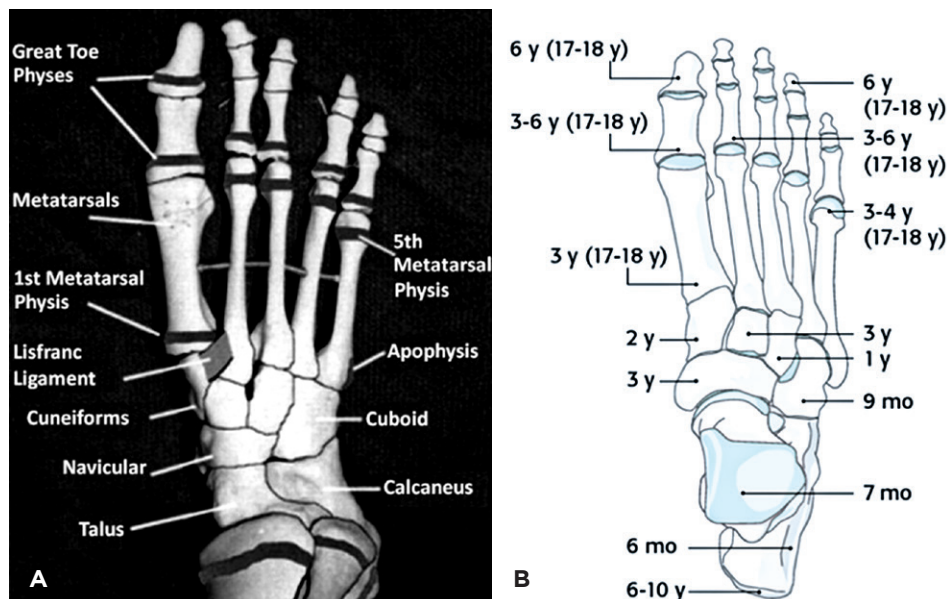 Great Toe
Physes
Metatarsals
1st Metatarsal
Physis
Lisfranc
Ligament
Cuneiforms
Navicular
Talus
5th
Metatarsal
Physis
Apophysis
Cuboid
Calcaneus
A
6 y (17-18 y)
3-6 y (17-18 y)
3 y (17-18 y)
2 y
3 y
6 mo
6-10 y
6 y
(17-18 y)
3-6 y
(17-18 y)
3-4 y
(17-18 y)
3 y
1 y
9 mo
7 mo
B